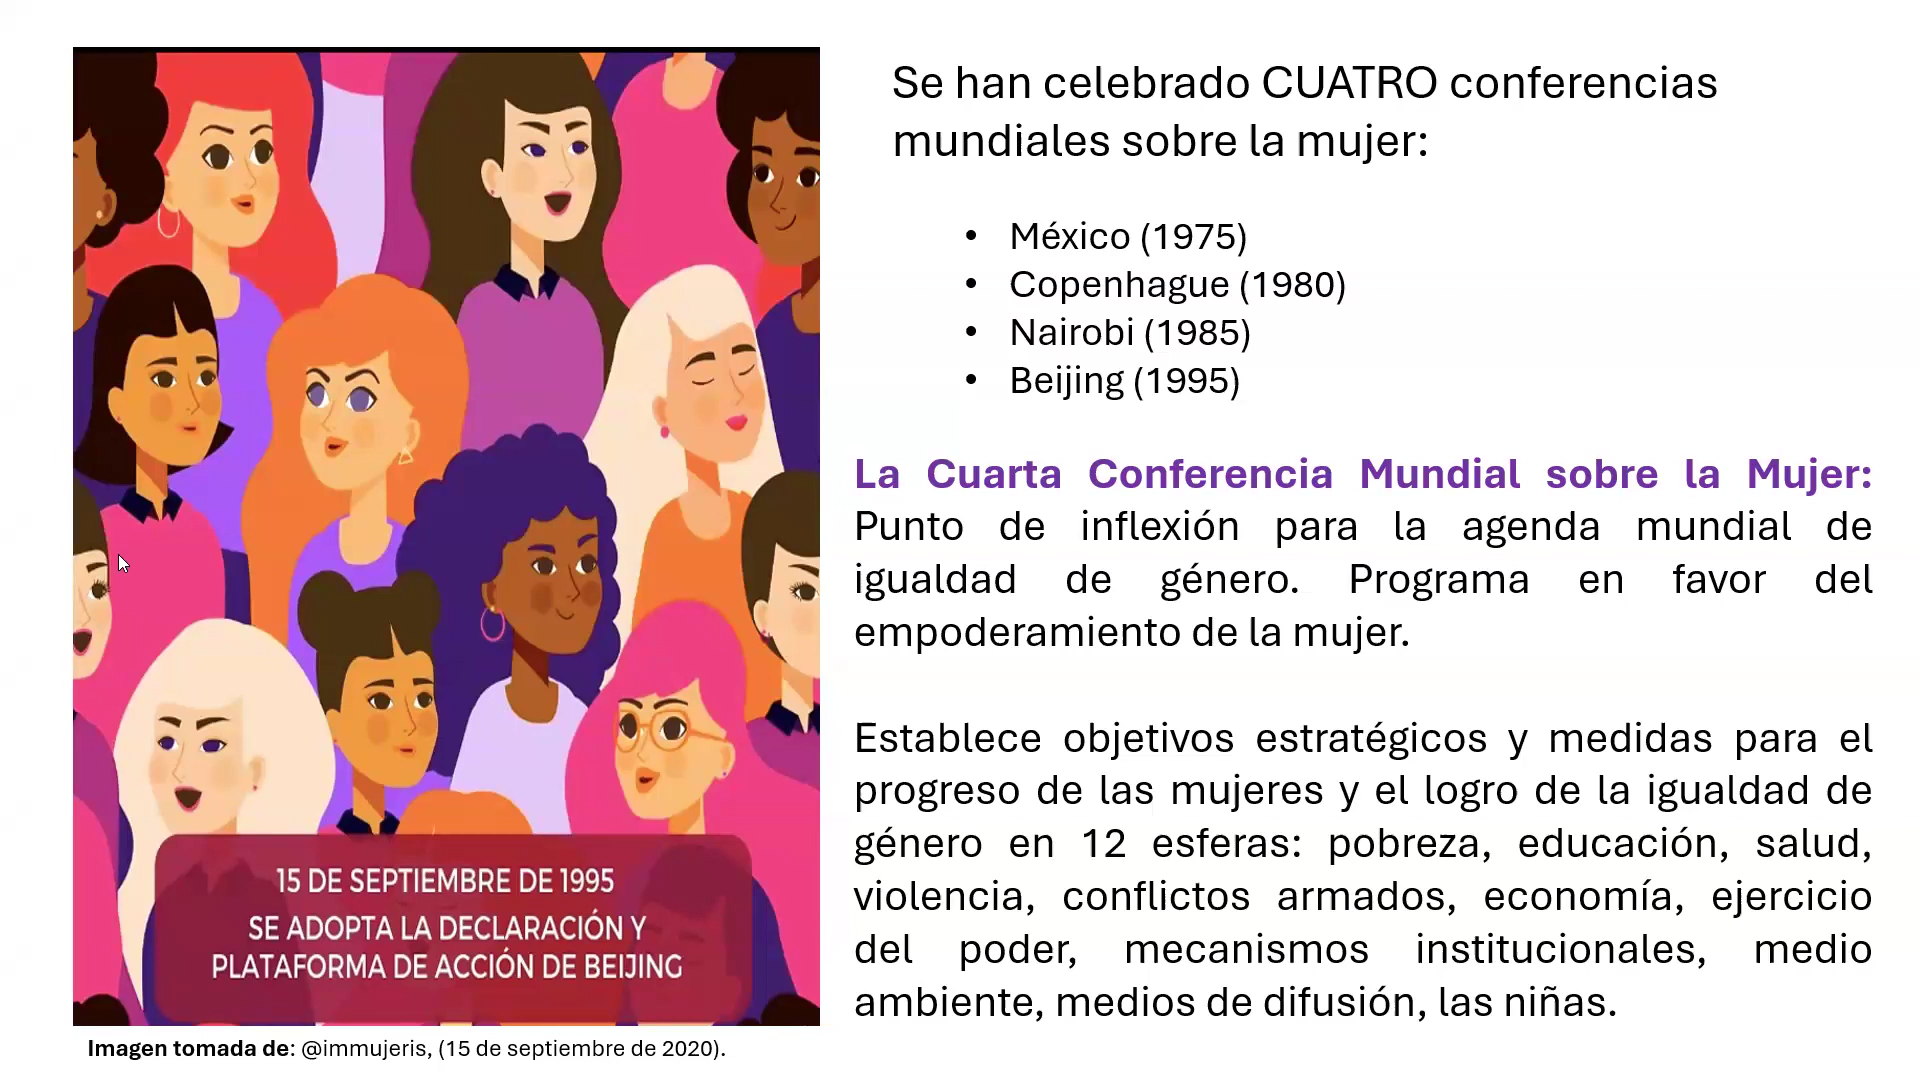 Se han celebrado CUATRO conferencias
mundiales sobre la mujer:
• México (1975)
• Copenhague (1980)
• Nairobi (1985)
• Beijing (1995)
La Cuarta Conferencia Mundial sobre la Mujer:
Punto de inflexión para la agenda mundial de
igualdad de género. Programa en favor del
empoderamiento de la mujer.
Establece objetivos estratégicos y medidas para el
progreso de las mujeres y el logro de la igualdad de
género en 12 esferas: pobreza, educación, salud,
violencia, conflictos armados, economía, ejercicio
del poder, mecanismos institucionales, medio
ambiente, medios de difusión, las niñas.
15 DE SEPTIEMBRE DE 1995
SE ADOPTA LA DECLARACIÓN Y
PLATAFORMA DE ACCIÓN DE BEIJING
Imagen tomada de: @immujeris, (15 de septiembre de 2020).